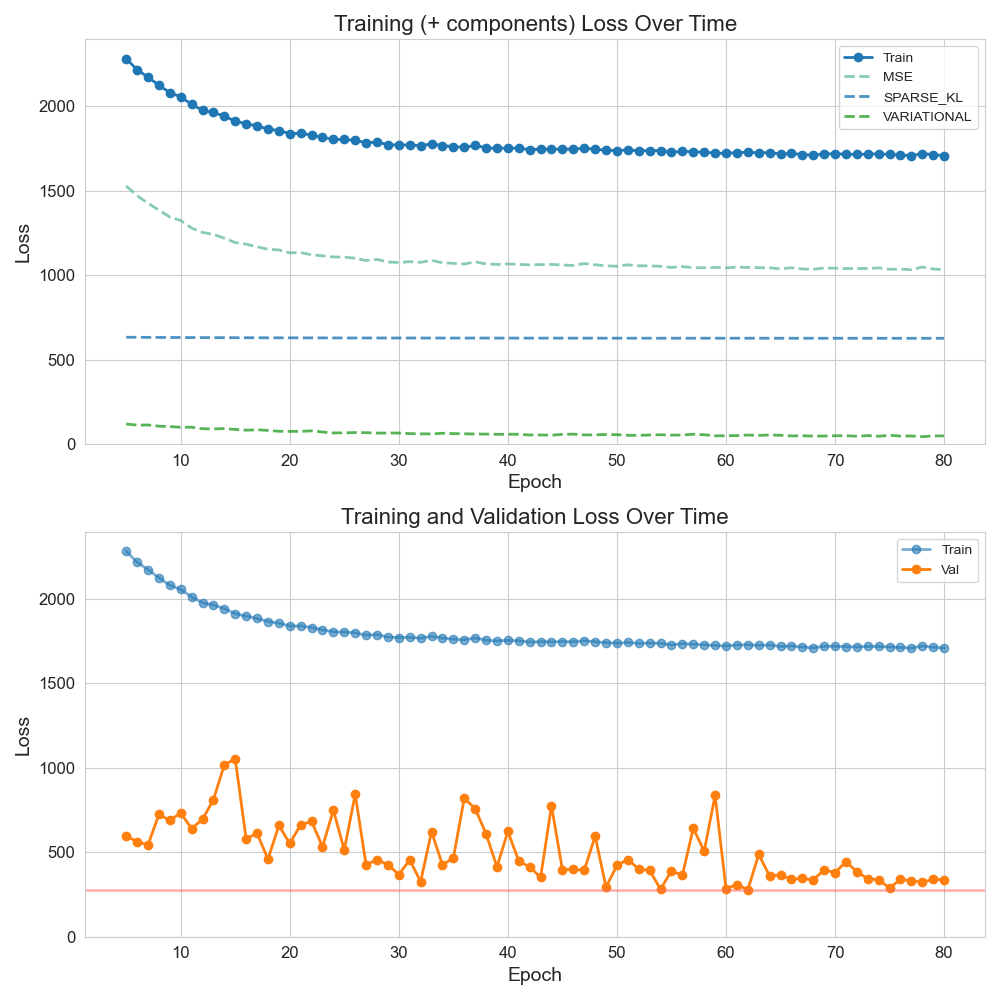 Training (+ components) Loss Over Time
Train
MSE
SPARSE_KL
VARIATIONAL
2000
1500
1000
500
0
Loss
10 20 30 40 50 60 70 80
Epoch
Training and Validation Loss Over Time
Train
Val
2000
1500
1000
500
0
Loss
10 20 30 40 50 60 70 80
Epoch